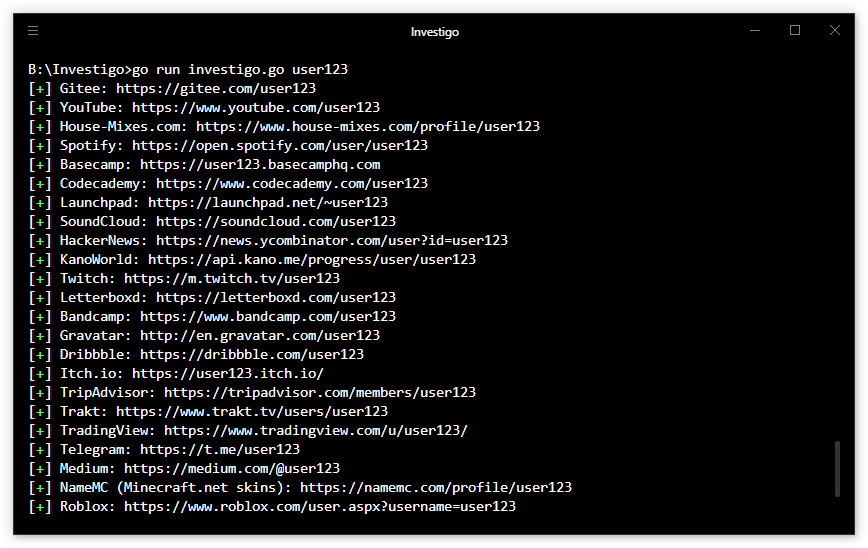 Investigo
B:\Investigo>go run investigo.go user123
[+] Gitee: https://gitee.com/user123
[+] YouTube: https://www.youtube.com/user123
[+] House-Mixes.com: https://www.house-mixes.com/profile/user123
[+] Spotify: https://open.spotify.com/user/user123
[+] Basecamp: https://user123.basecamphq.com
[+] Codecademy: https://www.codecademy.com/user123
[+] Launchpad: https://launchpad.net/~user123
[+] SoundCloud: https://soundcloud.com/user123
[+] HackerNews: https://news.ycombinator.com/user?id=user123
[+] KanoWorld: https://api.kano.me/progress/user/user123
[+] Twitch: https://m.twitch.tv/user123
[+] Letterboxd: https://letterboxd.com/user123
[+] Bandcamp: https://www.bandcamp.com/user123
[+] Gravatar: http://en.gravatar.com/user123
[+] Dribbble: https://dribbble.com/user123
[+] Itch.io: https://user123.itch.io/
[+] TripAdvisor: https://tripadvisor.com/members/user123
[+] Trakt: https://www.trakt.tv/users/user123
[+] TradingView: https://www.tradingview.com/u/user123/
[+] Telegram: https://t.me/user123
[+] Medium: https://medium.com/@user123
[+] NameMC (Minecraft.net skins): https://namemc.com/profile/user123
[+] Roblox: https://www.roblox.com/user.aspx?username=user123